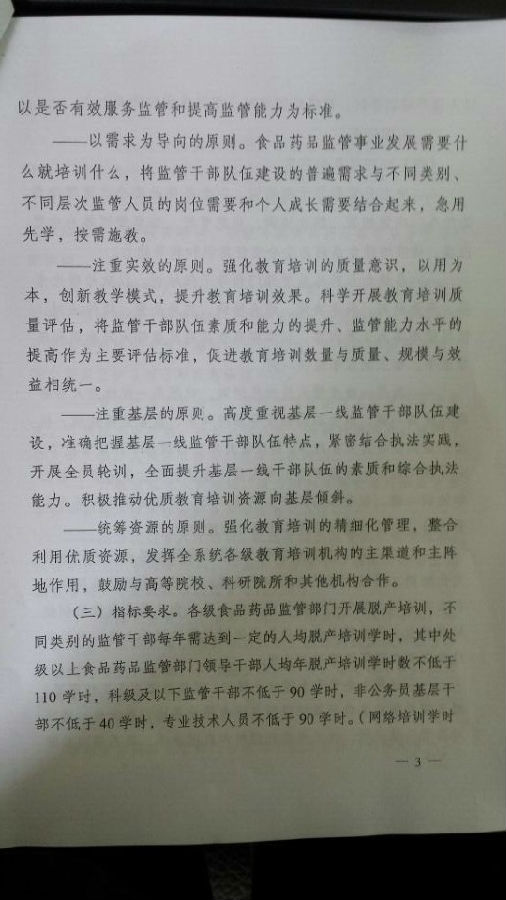 以是否有效服务监管和提高监管能力为标准。
——以需求为导向的原则。食品药品监管事业发展需要什
么就培训什么，将监管干部队伍建设的普遍需求与不同类别、
不同层次监管人员的岗位需要和个人成长需要结合起来，急用
先学，按需施教。
——注重实效的原则。强化教育培训的质量意识，以用为
本，创新教学模式，提升教育培训效果。科学开展教育培训质
量评估，将监管干部队伍素质和能力的提升、监管能力水平的
提高作为主要评估标准，促进教育培训数量与质量、规模与效
益相统一。
——注重基层的原则。高度重视基层一线监管干部队伍建
设，准确把握基层一线监管干部队伍特点，紧密结合执法实践，
开展全员轮训，全面提升基层一线干部队伍的素质和综合执法
能力。积极推动优质教育培训资源向基层倾斜。
——统筹资源的原则。强化教育培训的精细化管理，整合
利用优质资源，发挥全系统各级教育培训机构的主渠道和主阵
地作用，鼓励与高等院校、科研院所和其他机构合作。
（三）指标要求。各级食品药品监管部门开展脱产培训，不
同类别的监管干部每年需达到一定的人均脱产培训学时，其中处
级以上食品药品监管部门领导干部人均年脱产培训学时数不低于
110 学时，科级及以下监管干部不低于 90 学时，非公务员基层干
部不低于 40 学时，专业技术人员不低于 90 学时。（网络培训学时
— 3 —